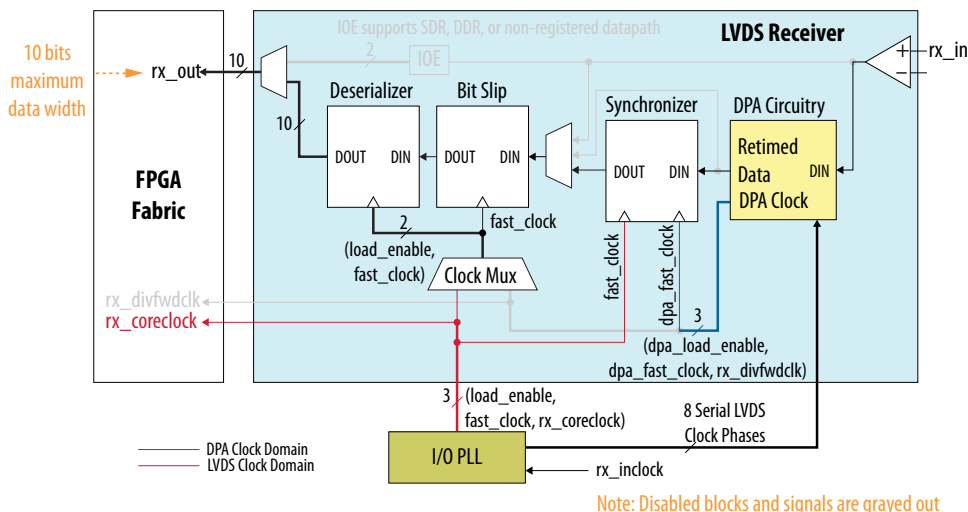 IOE supports SDR, DDR, or non-registered datapath
LVDS Receiver
10 bits
maximum
data width
rx_out
10
2
IOE
+
−
rx_in
Deserializer
Bit Slip
Synchronizer
DPA Circuitry
10
DOUT
DIN
DOUT
DIN
DOUT
DIN
Retimed
Data
DIN
DPA Clock
FPGA
Fabric
2
(load_enable,
fast_clock)
fast_clock
fast_clock
dpa_fast_clock
Clock Mux
rx_divfwdclk
rx_coreclock
3
(dpa_load_enable,
dpa_fast_clock, rx_divfwdclk)
3
(load_enable,
fast_clock, rx_coreclock)
8 Serial LVDS
Clock Phases
I/O PLL
rx_inclock
DPA Clock Domain
LVDS Clock Domain
Note: Disabled blocks and signals are grayed out